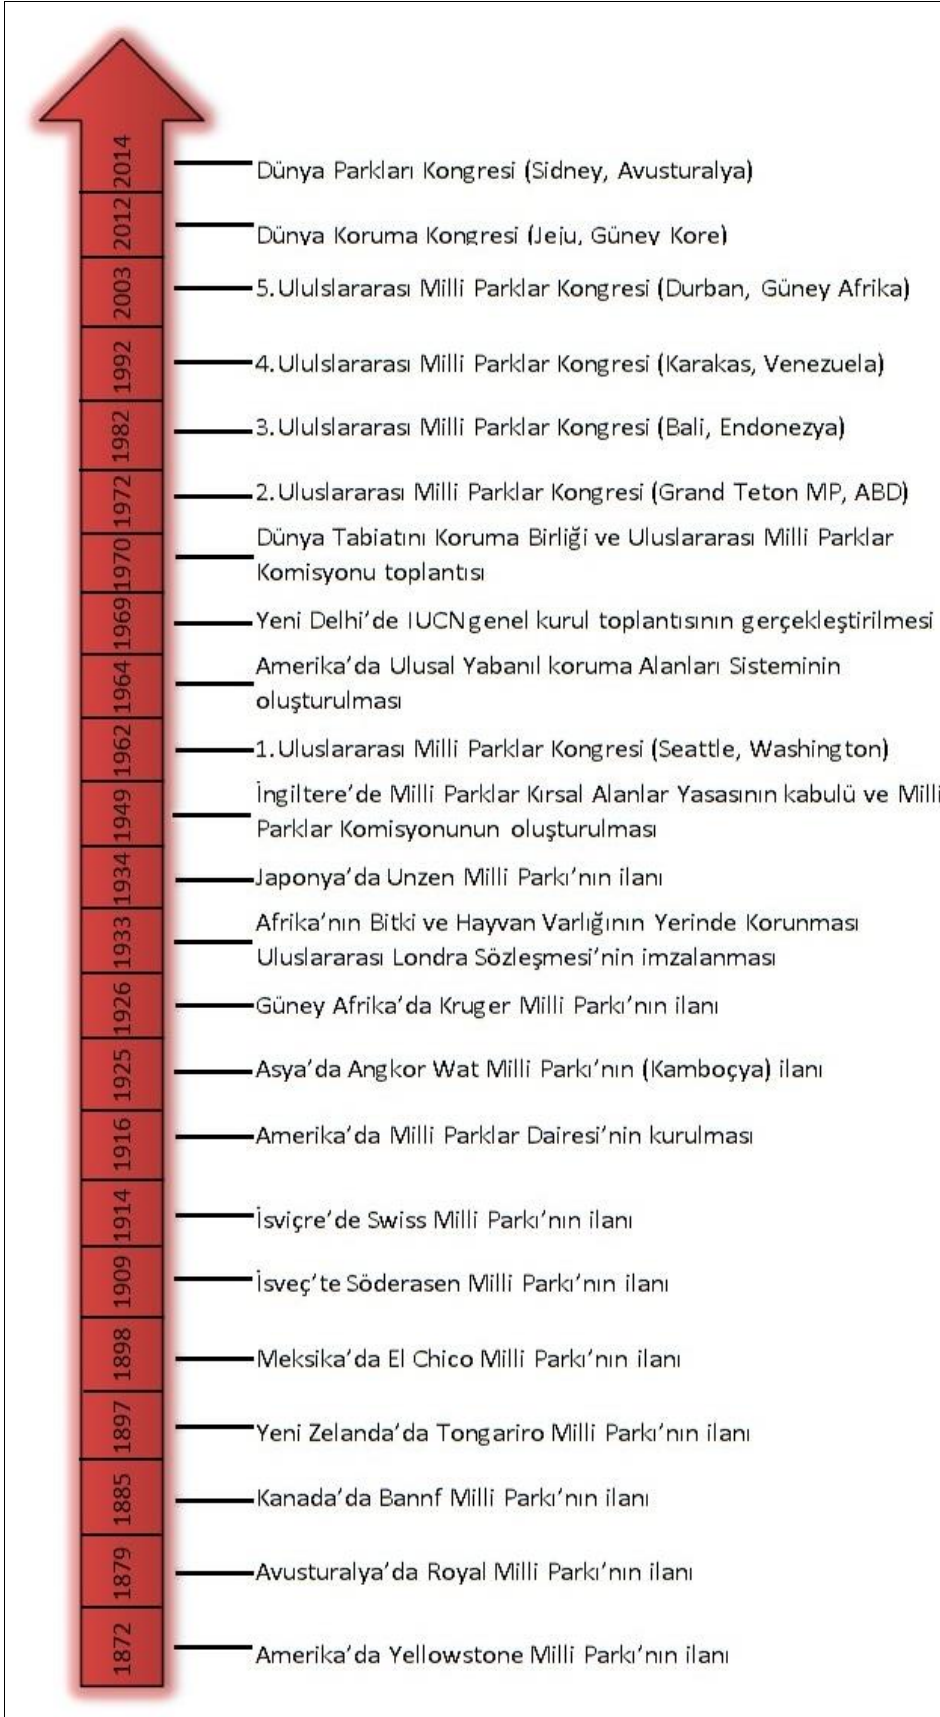 2014 Dünya Parkları Kongresi (Sidney, Avusturalya)
2012 Dünya Koruma Kongresi (Jeju, Güney Kore)
2003 5.Ululslararası Milli Parklar Kongresi (Durban, Güney Afrika)
1992 4.Ululslararası Milli Parklar Kongresi (Karakas, Venezuela)
1982 3.Ululslararası Milli Parklar Kongresi (Bali, Endonezya)
1972 2.Uluslararası Milli Parklar Kongresi (Grand Teton MP, ABD)
1970 Dünya Tabiatını Koruma Birliği ve Uluslararası Milli Parklar
Komisyonu toplantısı
1969 Yeni Delhi’de IUCN genel kurul toplantısının gerçekleştirilmesi
1964 Amerika’da Ulusal Yabanıl koruma Alanları Sisteminin
oluşturulması
1962 1.Uluslararası Milli Parklar Kongresi (Seattle, Washington)
1949 İngiltere’de Milli Parklar Kırsal Alanlar Yasasının kabulü ve Milli
Parklar Komisyonunun oluşturulması
1934 Japonya’da Unzen Milli Parkı’nın ilanı
1933 Afrika’nın Bitki ve Hayvan Varlığının Yerinde Korunması
Uluslararası Londra Sözleşmesi’nin imzalanması
1926 Güney Afrika’da Kruger Milli Parkı’nın ilanı
1925 Asya’da Angkor Wat Milli Parkı’nın (Kamboçya) ilanı
1916 Amerika’da Milli Parklar Dairesi’nin kurulması
1914 İsviçre’de Swiss Milli Parkı’nın ilanı
1909 İsveç’te Söderasen Milli Parkı’nın ilanı
1898 Meksika’da El Chico Milli Parkı’nın ilanı
1897 Yeni Zelanda’da Tongariro Milli Parkı’nın ilanı
1885 Kanada’da Bannf Milli Parkı’nın ilanı
1879 Avusturalya’da Royal Milli Parkı’nın ilanı
1872 Amerika’da Yellowstone Milli Parkı’nın ilanı